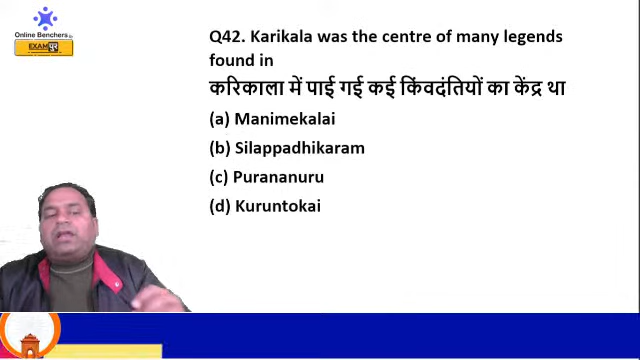 Online Benchers
EXAM पुर
Q42. Karikala was the centre of many legends
found in
करिकाला में पाई गई कई किंवदंतियों का केंद्र था
(a) Manimekalai
(b) Silappadhikaram
(c) Purananuru
(d) Kuruntokai